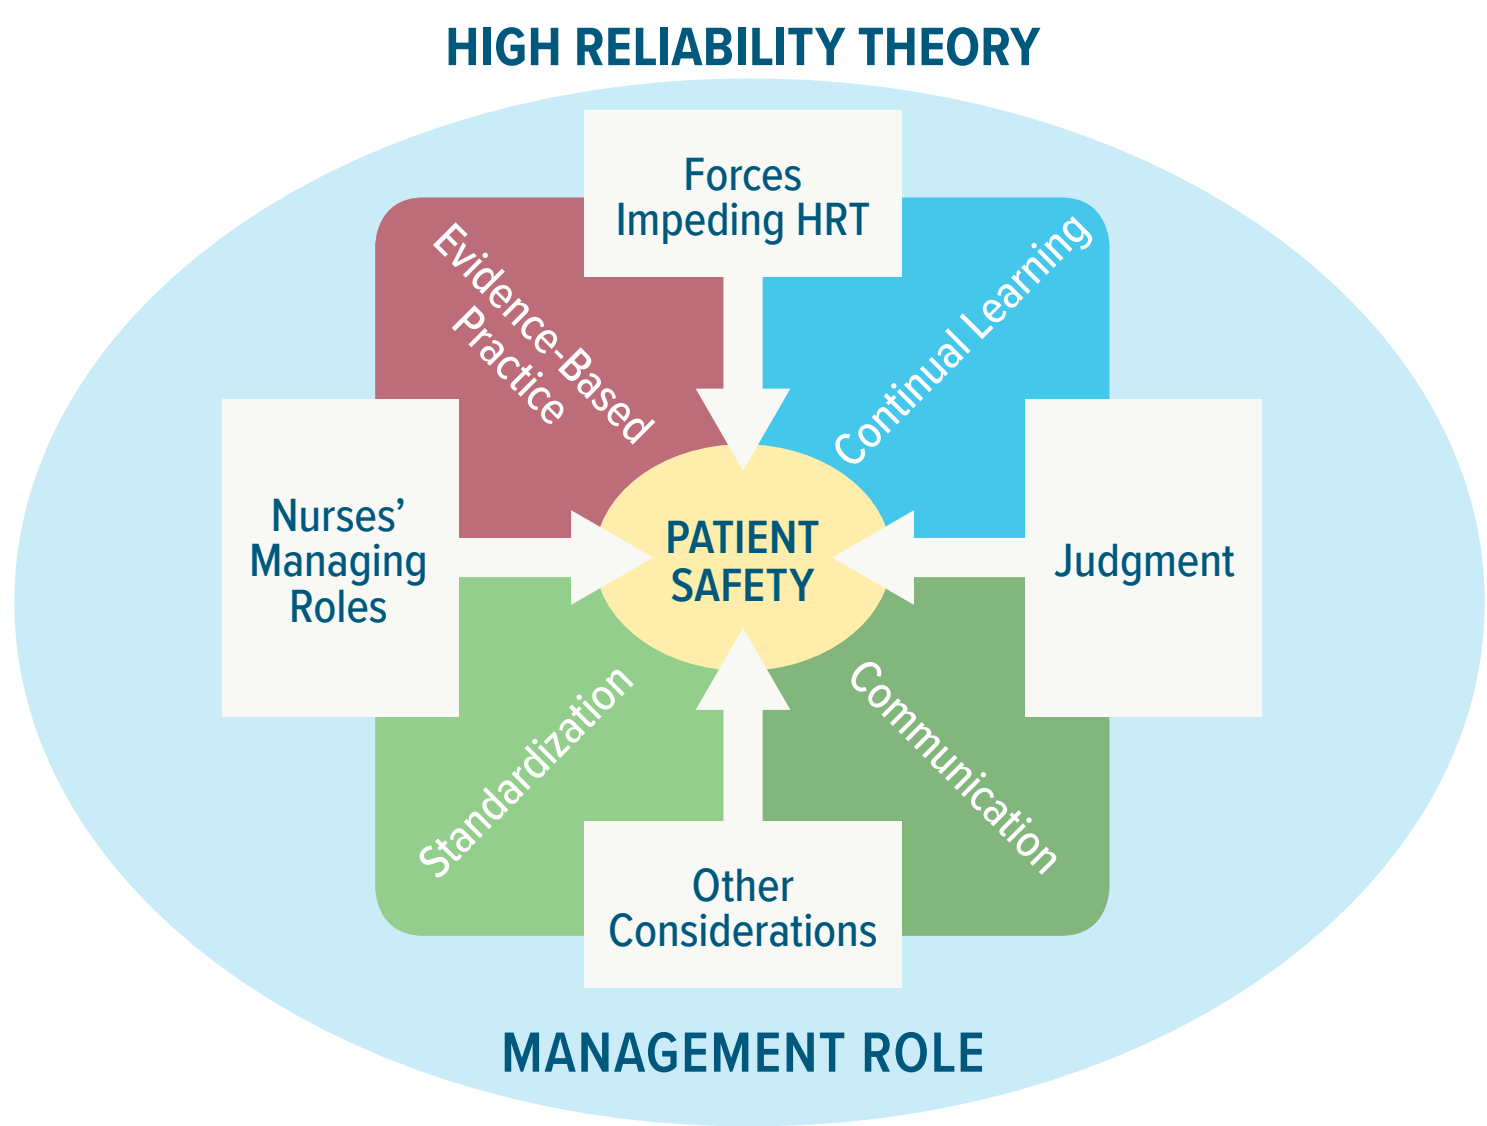 HIGH RELIABILITY THEORY
Forces
Impeding HRT
Evidence-Based
Practice
Continual Learning
Nurses’
Managing
Roles
PATIENT
SAFETY
Judgment
Standardization
Communication
Other
Considerations
MANAGEMENT ROLE